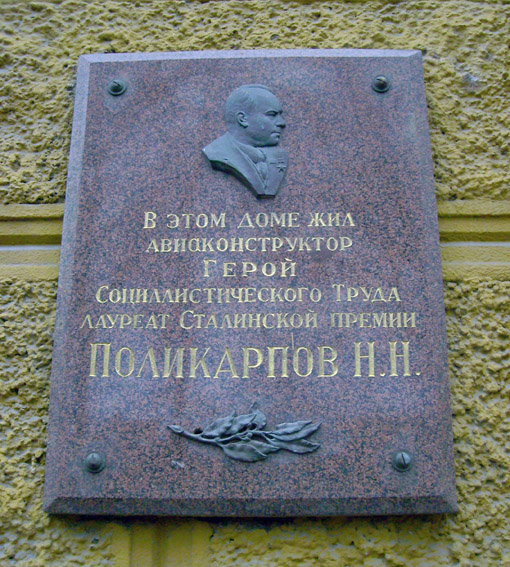 В этом доме жил
авиаконструктор
Герой
Социалистического Труда
лауреат Сталинской премии
Поликарпов Н.Н.